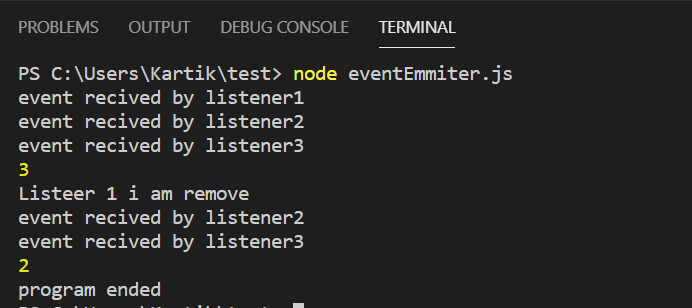 PROBLEMS OUTPUT DEBUG CONSOLE TERMINAL
PS C:\Users\Kartik\test> node eventEmmiter.js
event recived by listener1
event recived by listener2
event recived by listener3
3
Listeer 1 i am remove
event recived by listener2
event recived by listener3
2
program ended